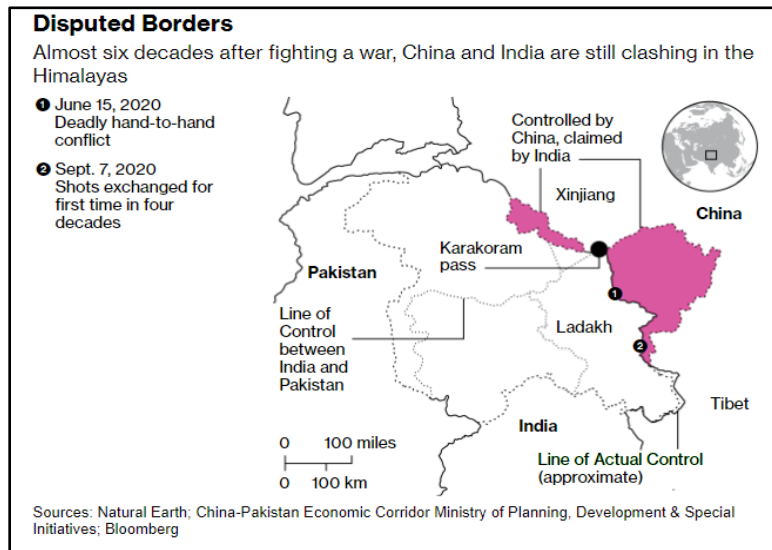 Disputed Borders
Almost six decades after fighting a war, China and India are still clashing in the
Himalayas
1 June 15, 2020
Deadly hand-to-hand
conflict
2 Sept. 7, 2020
Shots exchanged for
first time in four
decades
Controlled by
China, claimed
by India
Xinjiang
China
Karakoram
pass
Pakistan
1
Line of
Control
between
India and
Pakistan
Ladakh
2
Tibet
India
0 100 miles
0 100 km
Line of Actual Control
(approximate)
Sources: Natural Earth; China-Pakistan Economic Corridor Ministry of Planning, Development & Special
Initiatives; Bloomberg